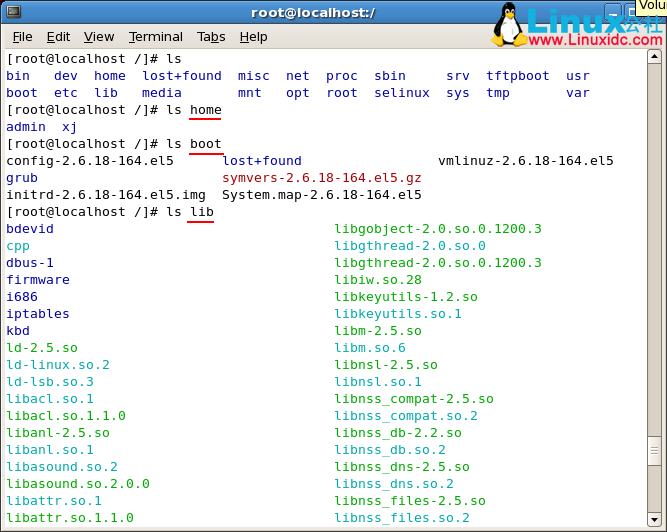 root@localhost:/
Volu
Linux公社
www.Linuxidc.com
File Edit View Terminal Tabs Help
[root@localhost /]# ls
bin dev home lost+found misc net proc sbin srv tftpboot usr
boot etc lib media mnt opt root selinux sys tmp var
[root@localhost /]# ls home
admin xj
[root@localhost /]# ls boot
config-2.6.18-164.el5 lost+found vmlinuz-2.6.18-164.el5
grub symvers-2.6.18-164.el5.gz
initrd-2.6.18-164.el5.img System.map-2.6.18-164.el5
[root@localhost /]# ls lib
bdevid libgobject-2.0.so.0.1200.3
cpp libgthread-2.0.so.0
dbus-1 libgthread-2.0.so.0.1200.3
firmware libiw.so.28
i686 libkeyutils-1.2.so
iptables libkeyutils.so.1
kbd libm-2.5.so
ld-2.5.so libm.so.6
ld-linux.so.2 libnsl-2.5.so
ld-lsb.so.3 libnsl.so.1
libacl.so.1 libnss_compat-2.5.so
libacl.so.1.1.0 libnss_compat.so.2
libanl-2.5.so libnss_db-2.2.so
libanl.so.1 libnss_db.so.2
libasound.so.2 libnss_dns-2.5.so
libasound.so.2.0.0 libnss_dns.so.2
libattr.so.1 libnss_files-2.5.so
libattr.so.1.1.0 libnss_files.so.2